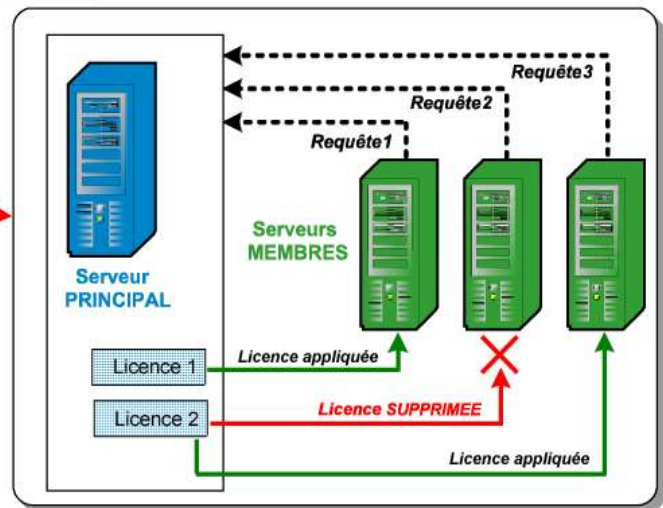 Requête3
Requête2
Requête1
Serveurs
MEMBRES
Serveur
PRINCIPAL
Licence appliquée
Licence 1
Licence SUPPRIMEE
Licence 2
Licence appliquée